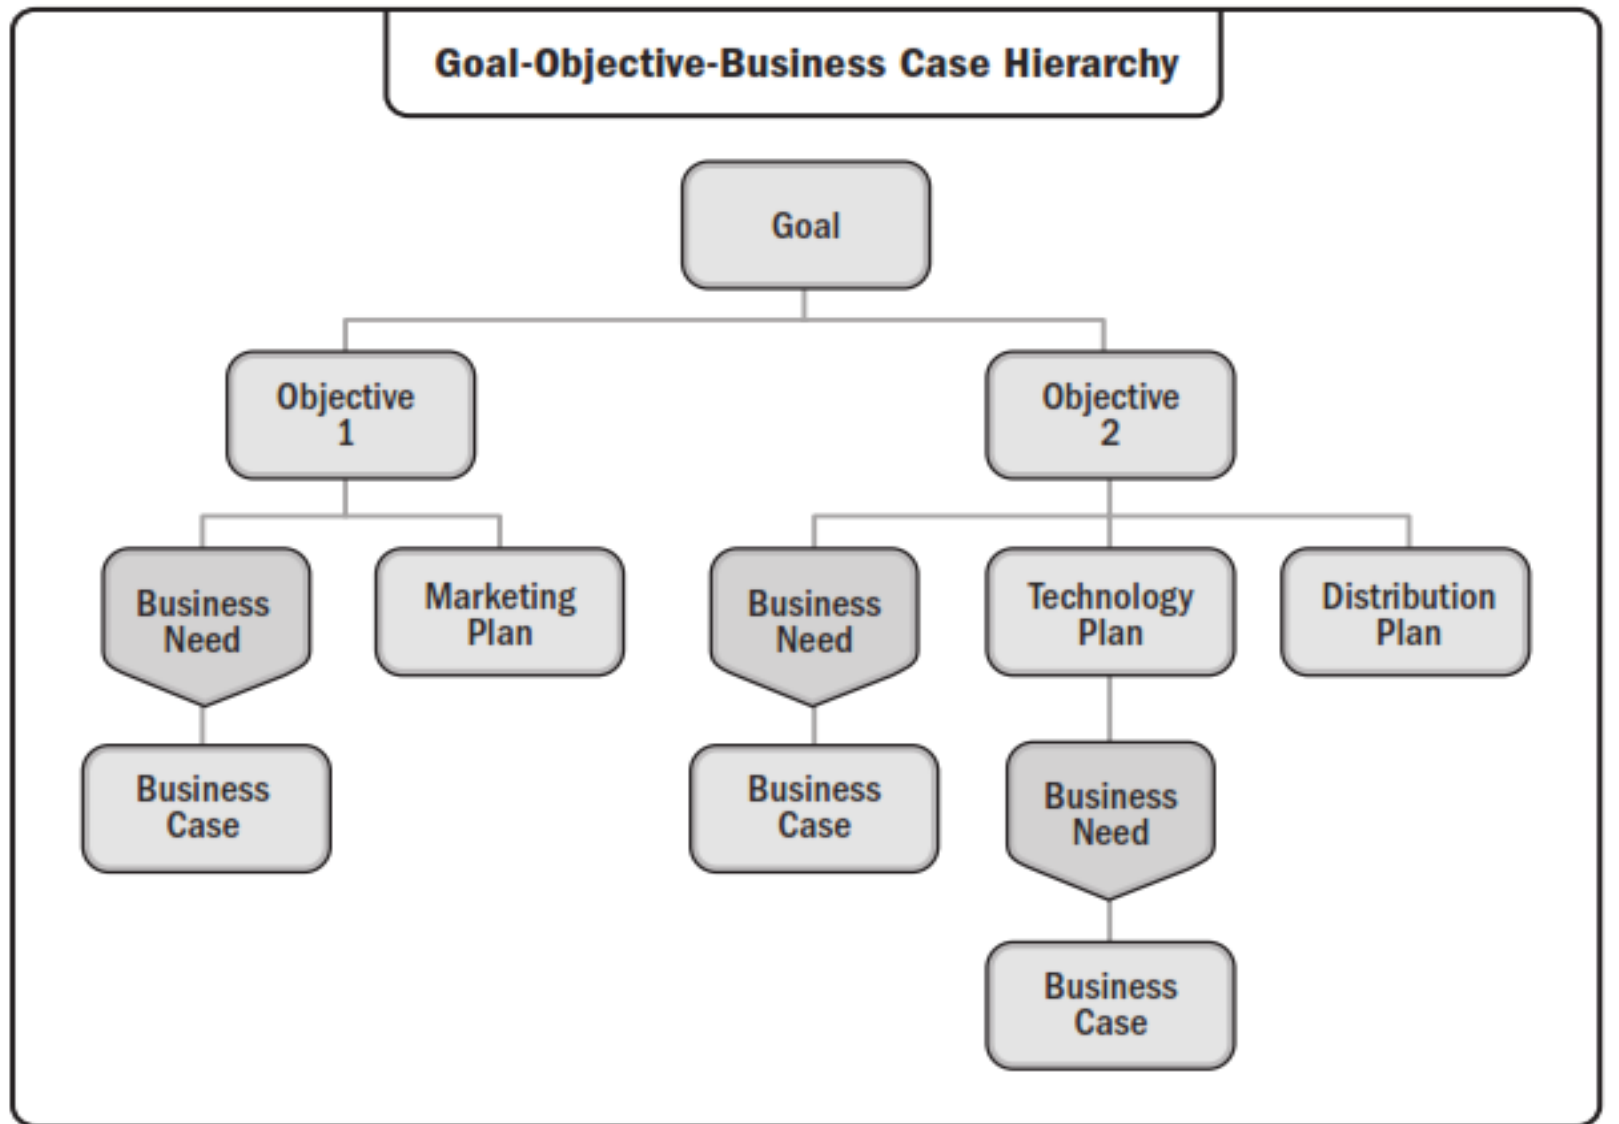 Goal-Objective-Business Case Hierarchy
Goal
Objective
1
Objective
2
Business
Need
Marketing
Plan
Business
Need
Technology
Plan
Distribution
Plan
Business
Case
Business
Case
Business
Need
Business
Case